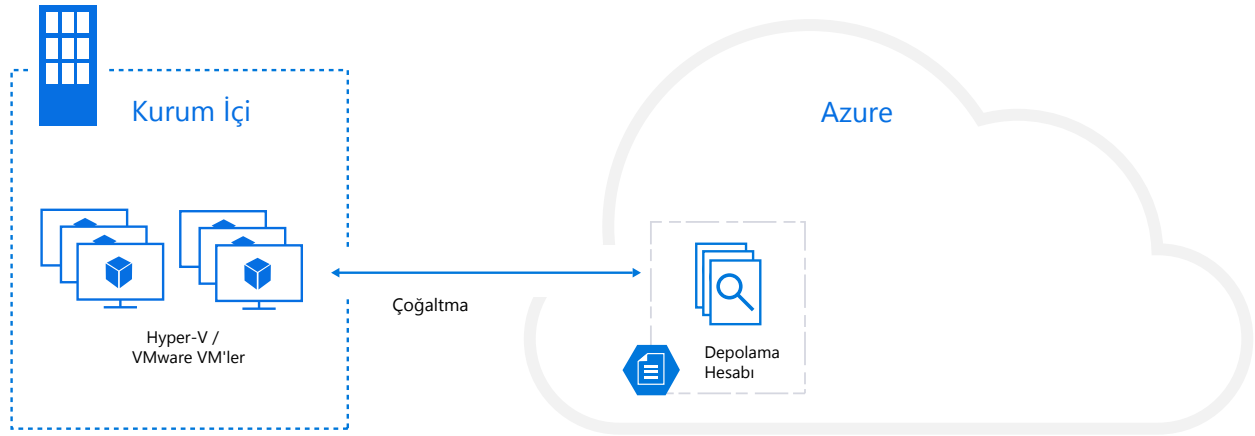 Kurum İçi
Azure
Hyper-V /
VMware VM'ler
Çoğaltma
Depolama
Hesabı